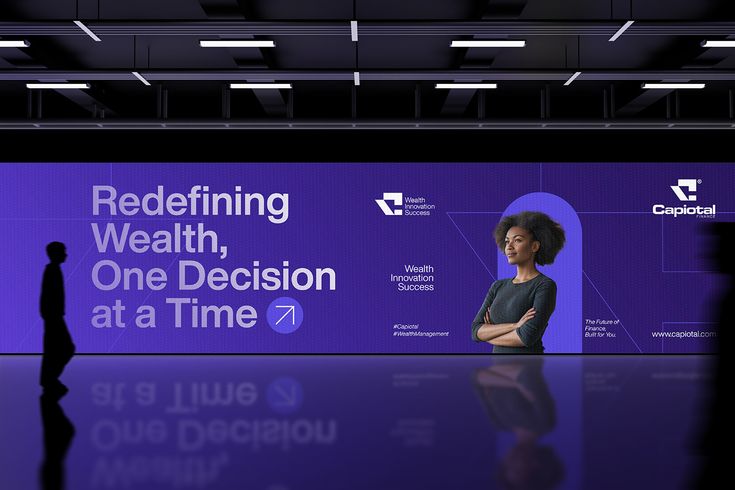 Redefining
Wealth,
One Decision
at a Time
Wealth
Innovation
Success
Wealth
Innovation
Success
#Capiotal
#WealthManagement
The Future of
Finance,
Built for You.
Capiotal
FINANCE
www.capiotal.com